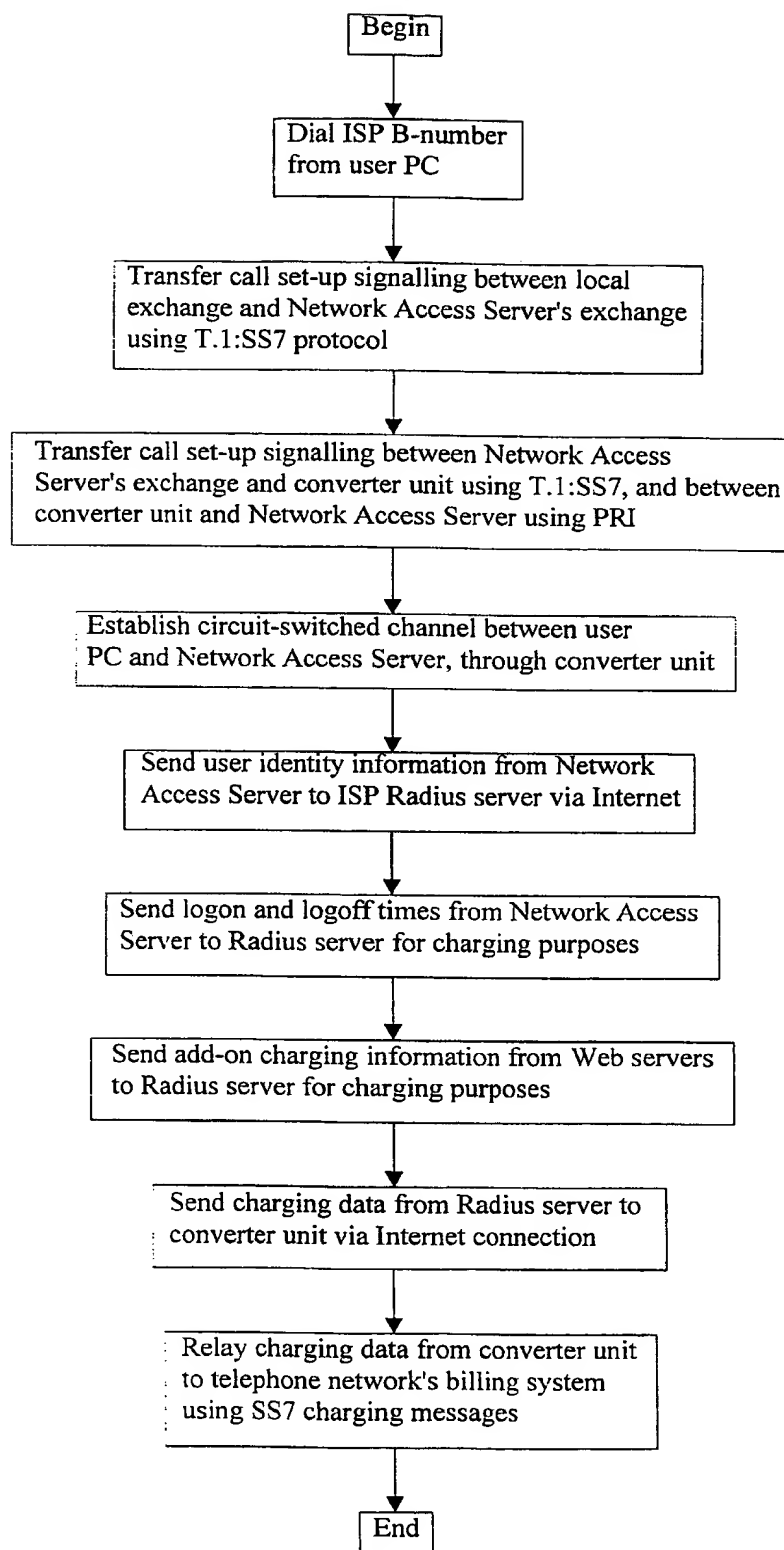 Begin
Dial ISP B-number
from user PC
Transfer call set-up signalling between local
exchange and Network Access Server's exchange
using T.1:SS7 protocol
Transfer call set-up signalling between Network Access
Server's exchange and converter unit using T.1:SS7, and between
converter unit and Network Access Server using PRI
Establish circuit-switched channel between user
PC and Network Access Server, through converter unit
Send user identity information from Network
Access Server to ISP Radius server via Internet
Send logon and logoff times from Network Access
Server to Radius server for charging purposes
Send add-on charging information from Web servers
to Radius server for charging purposes
Send charging data from Radius server to
converter unit via Internet connection
Relay charging data from converter unit
to telephone network's billing system
using SS7 charging messages
End